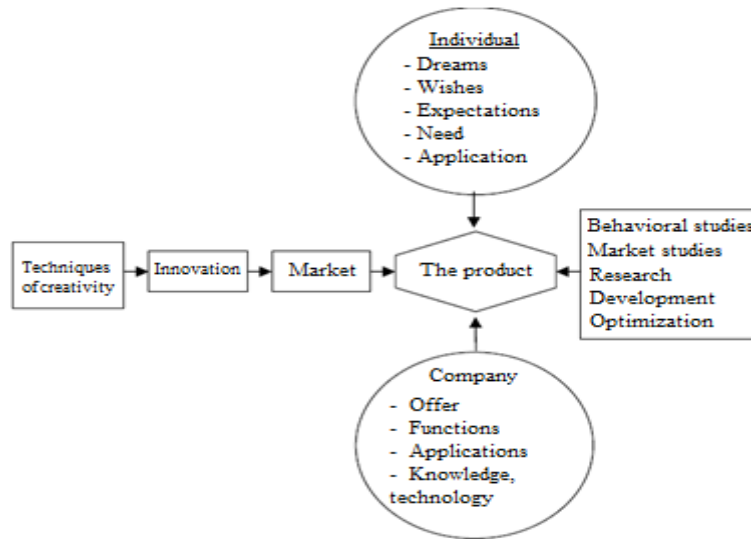 Individual
- Dreams
- Wishes
- Expectations
- Need
- Application
Techniques
of creativity
Innovation
Market
The product
Behavioral studies
Market studies
Research
Development
Optimization
Company
- Offer
- Functions
- Applications
- Knowledge,
technology